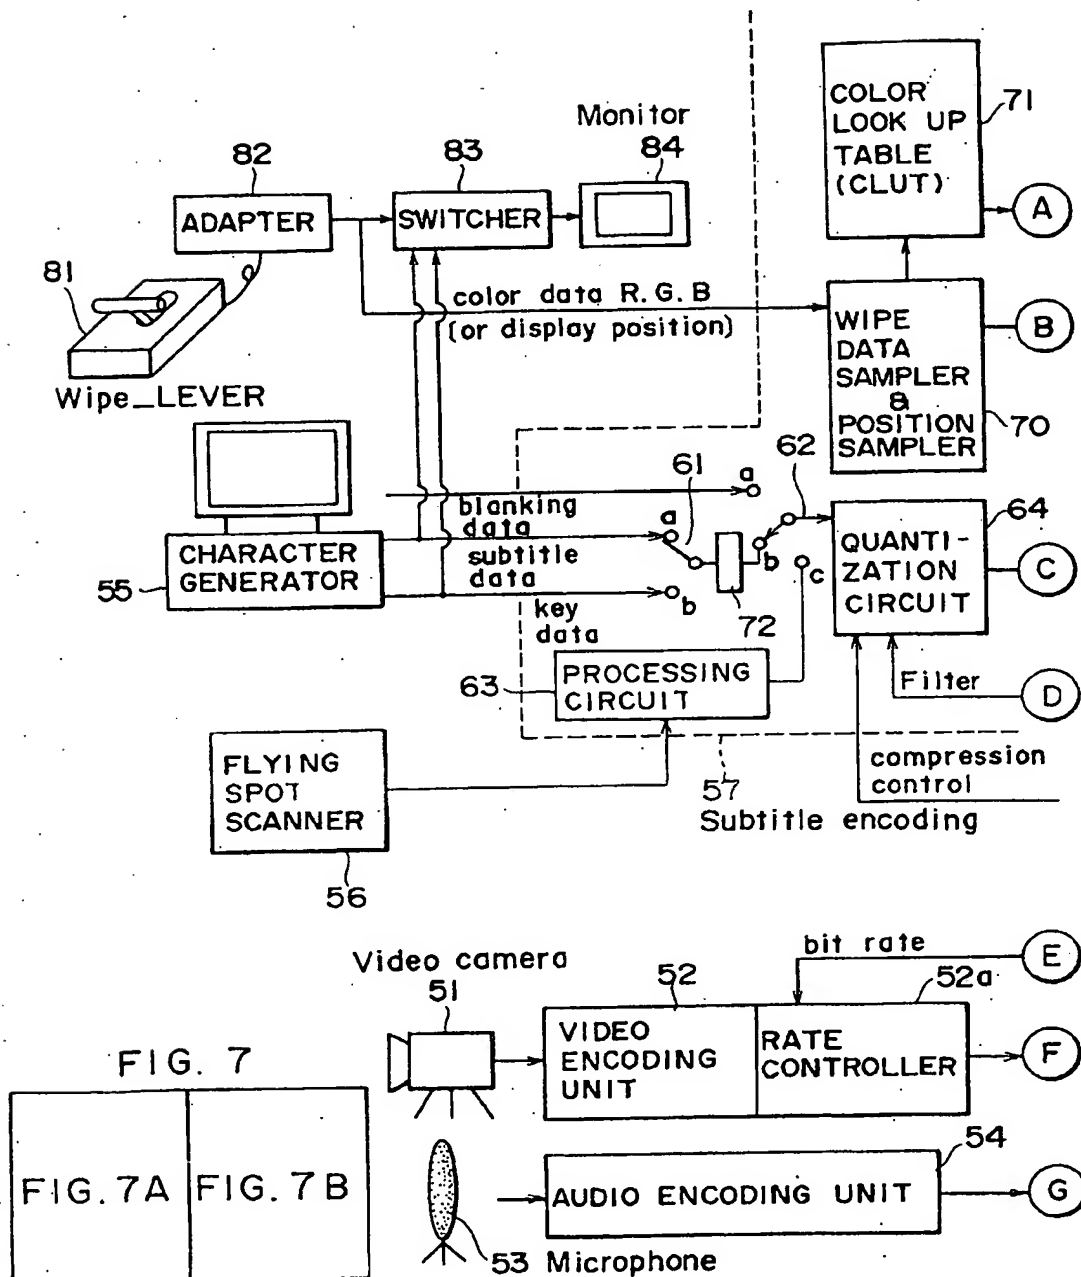 Monitor
82
83
84
71
COLOR
LOOK UP
TABLE
(CLUT)
A
ADAPTER
SWITCHER
81
color data R.G.B
(or display position)
WIPE
DATA
SAMPLER
&
POSITION
SAMPLER
B
70
Wipe_LEVER
61
62
a
blanking
data
a
64
CHARACTER
GENERATOR
55
subtitle
data
b
c
QUANTI-
ZATION
CIRCUIT
C
b
key
data
72
63
PROCESSING
CIRCUIT
Filter
D
FLYING
SPOT
SCANNER
56
57
Subtitle encoding
compression
control
Video camera
51
52
bit rate
E
52a
VIDEO
ENCODING
UNIT
RATE
CONTROLLER
F
FIG. 7
FIG. 7A
FIG. 7B
54
AUDIO ENCODING UNIT
G
53 Microphone